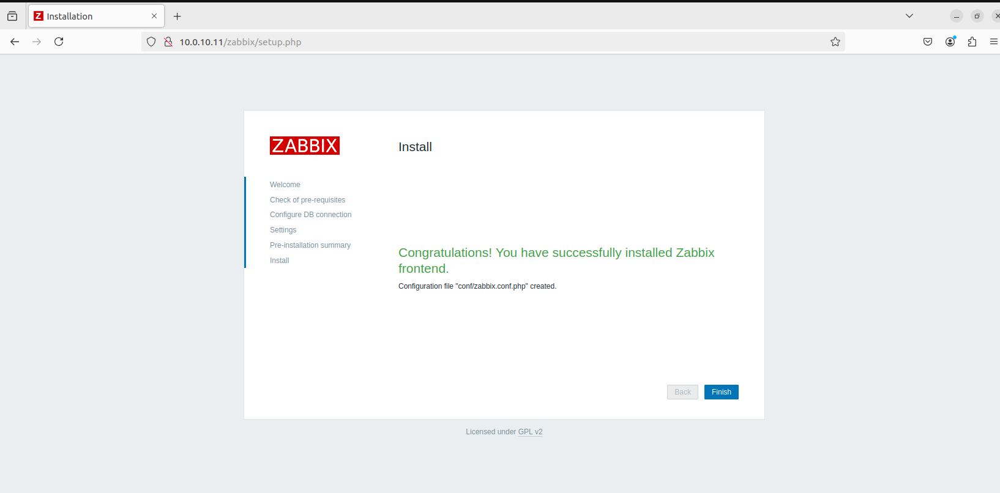 Installation
10.0.10.11/zabbix/setup.php
ZABBIX
Install
Welcome
Check of pre-requisites
Configure DB connection
Settings
Pre-installation summary
Install
Congratulations! You have successfully installed Zabbix
frontend.
Configuration file "conf/zabbix.conf.php" created.
Back
Finish
Licensed under GPL v2